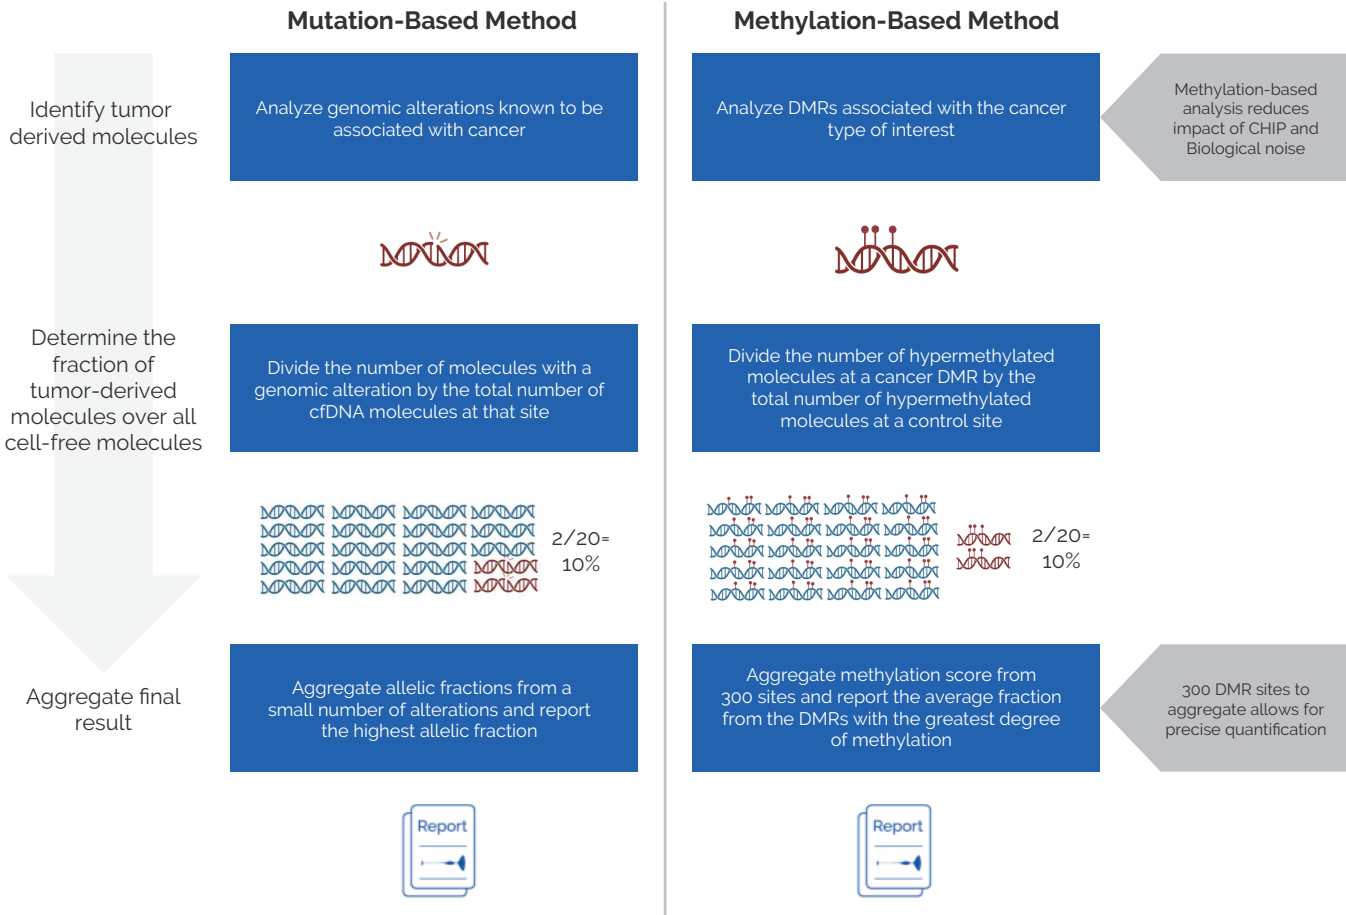 Mutation-Based Method
Methylation-Based Method
Identify tumor
derived molecules
Analyze genomic alterations known to be
associated with cancer
Analyze DMRs associated with the cancer
type of interest
Methylation-based
analysis reduces
impact of CHIP and
Biological noise
Determine the
fraction of
tumor-derived
molecules over all
cell-free molecules
Divide the number of molecules with a
genomic alteration by the total number of
cfDNA molecules at that site
Divide the number of hypermethylated
molecules at a cancer DMR by the
total number of hypermethylated
molecules at a control site
2/20=
10%
2/20=
10%
Aggregate final
result
Aggregate allelic fractions from a
small number of alterations and report
the highest allelic fraction
Aggregate methylation score from
300 sites and report the average fraction
from the DMRs with the greatest degree
of methylation
300 DMR sites to
aggregate allows for
precise quantification
Report
Report